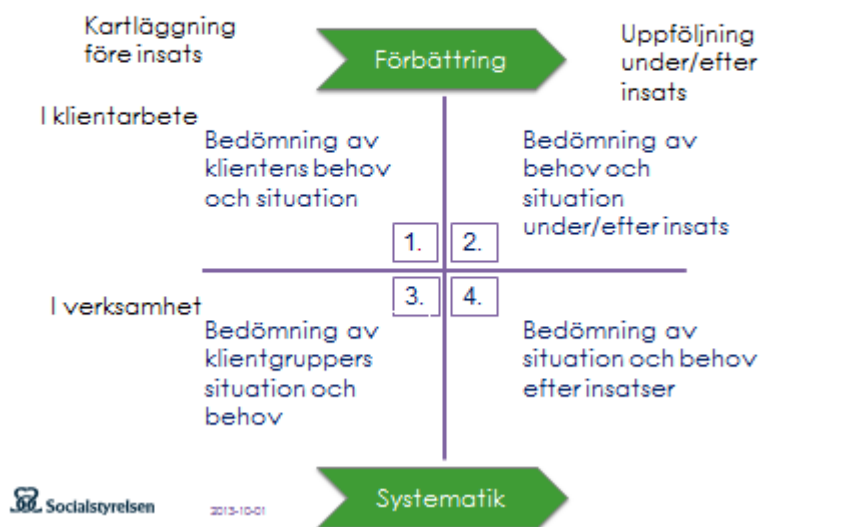 Kartläggning
före insats
Förbättring
Uppföljning
under/efter
insats
I klientarbete
Bedömning av
klientens behov
och situation
Bedömning av
behov och
situation
under/efter insats
1.
2.
I verksamhet
3.
4.
Bedömning av
klientgruppers
situation och
behov
Bedömning av
situation och behov
efter insatser
Systematik
Socialstyrelsen
2013-10-01